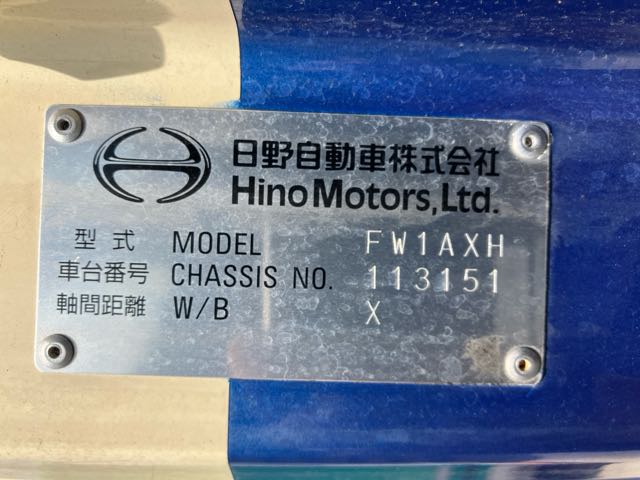 日野自動車株式会社
Hino Motors, Ltd.
型式 MODEL FW1AXH
車台番号 CHASSIS NO. 113151
軸間距離 W/B X